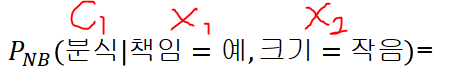 C₁ X₁ X₂
P_NB(분식|책임 = 예, 크기 = 작음)=